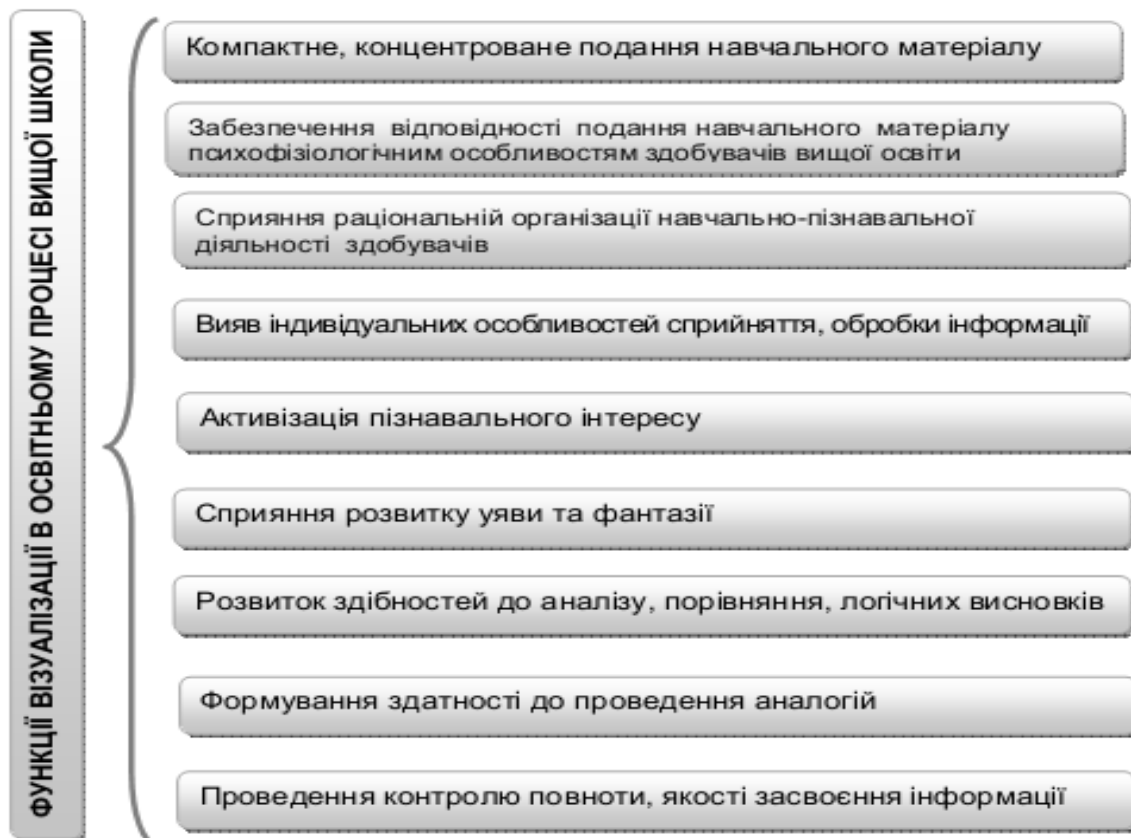 ФУНКЦІЇ ВІЗУАЛІЗАЦІЇ В ОСВІТНЬОМУ ПРОЦЕСІ ВИЩОЇ ШКОЛИ
Компактне, концентроване подання навчального матеріалу
Забезпечення відповідності подання навчального матеріалу
психофізіологічним особливостям здобувачів вищої освіти
Сприяння раціональній організації навчально-пізнавальної
діяльності здобувачів
Вияв індивідуальних особливостей сприйняття, обробки інформації
Активізація пізнавального інтересу
Сприяння розвитку уяви та фантазії
Розвиток здібностей до аналізу, порівняння, логічних висновків
Формування здатності до проведення аналогій
Проведення контролю повноти, якості засвоєння інформації